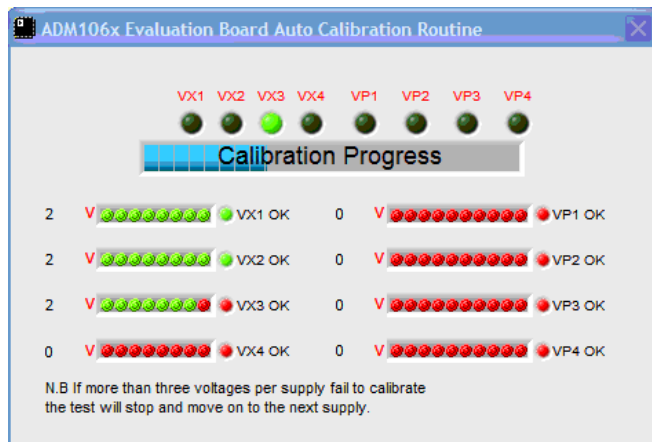 ADM106x Evaluation Board Auto Calibration Routine
VX1 VX2 VX3 VX4 VP1 VP2 VP3 VP4
Calibration Progress
2 V VX1 OK 0 V VP1 OK
2 V VX2 OK 0 V VP2 OK
2 V VX3 OK 0 V VP3 OK
0 V VX4 OK 0 V VP4 OK
N.B If more than three voltages per supply fail to calibrate
the test will stop and move on to the next supply.